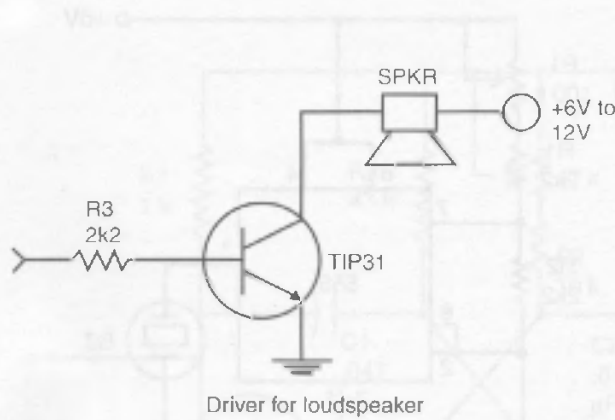 SPKR
+6V to
12V
R3
2k2
TIP31
Driver for loudspeaker